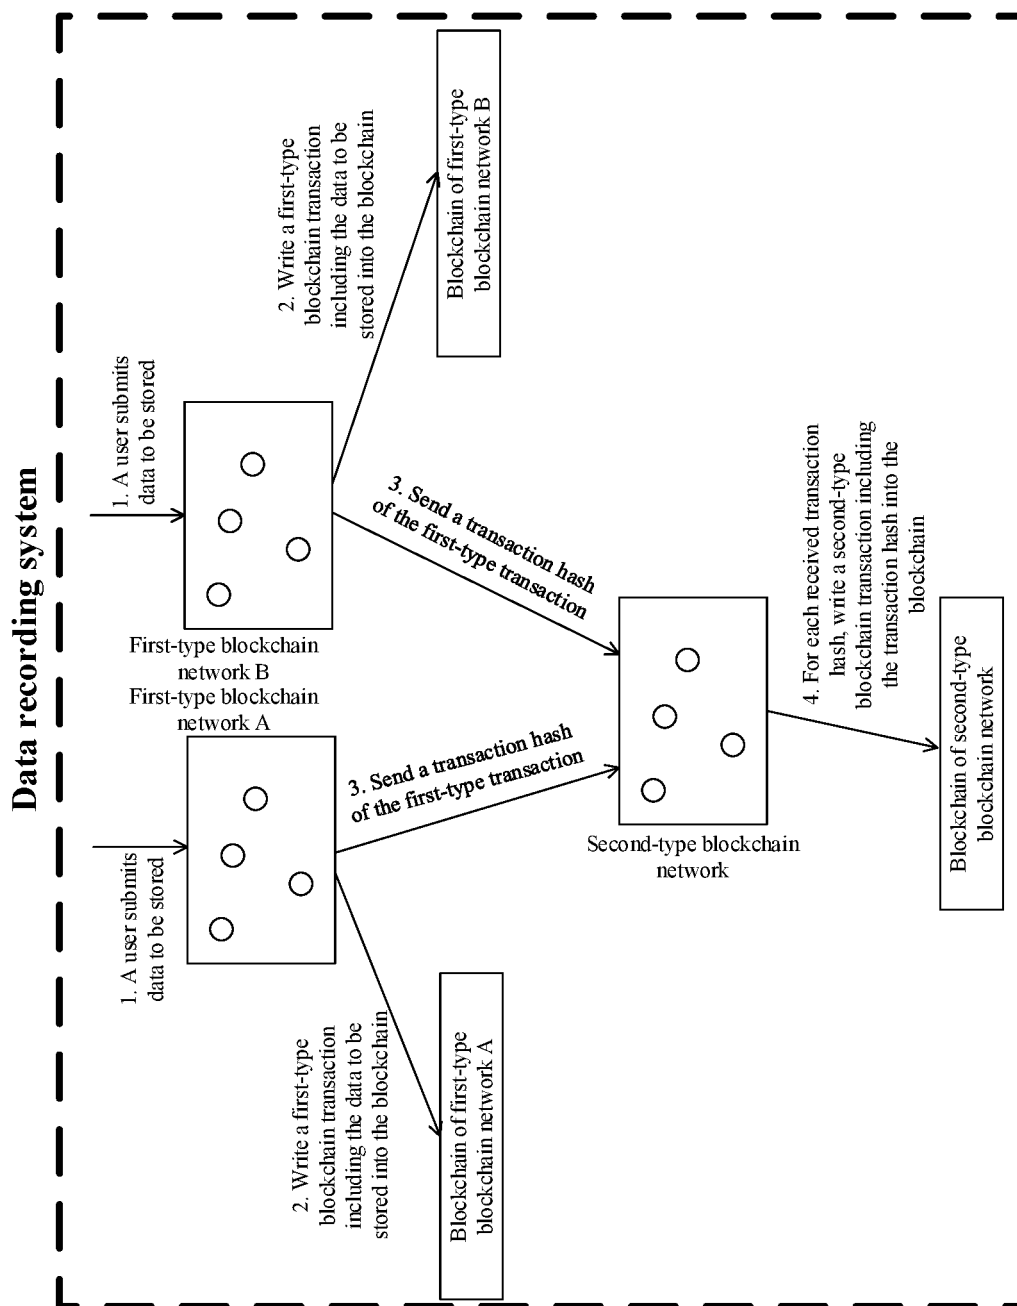 Data recording system
1. A user submits
data to be stored
1. A user submits
data to be stored
First-type blockchain
network A
First-type blockchain
network B
2. Write a first-type
blockchain transaction
including the data to be
stored into the blockchain
3. Send a transaction hash
of the first-type transaction
3. Send a transaction hash
of the first-type transaction
2. Write a first-type
blockchain transaction
including the data to be
stored into the blockchain
Blockchain of first-type
blockchain network A
Blockchain of first-type
blockchain network B
Second-type blockchain
network
4. For each received transaction
hash, write a second-type
blockchain transaction including
the transaction hash into the
blockchain
Blockchain of second-type
blockchain network